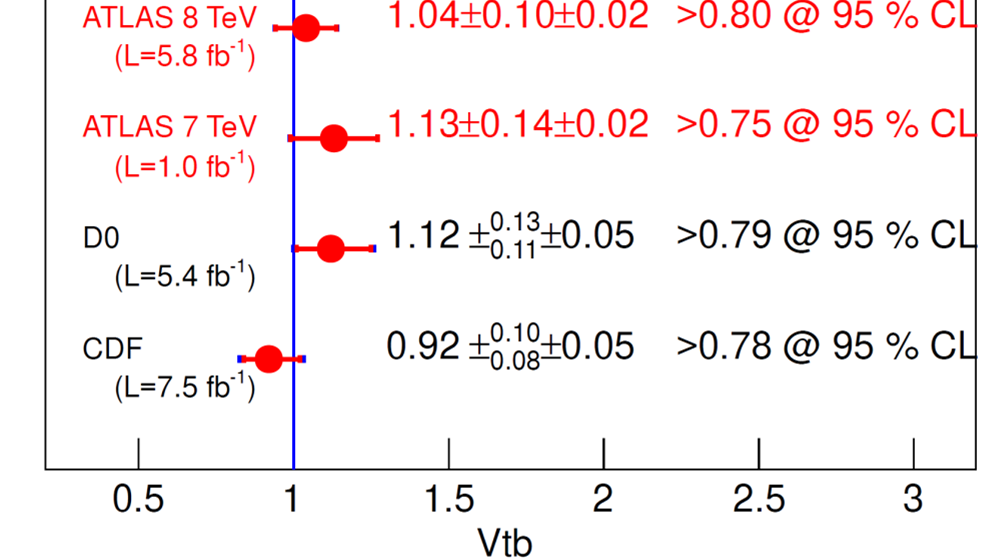 ATLAS 8 TeV 1.04±0.10±0.02 >0.80 @ 95 % CL
(L=5.8 fb⁻¹)
ATLAS 7 TeV 1.13±0.14±0.02 >0.75 @ 95 % CL
(L=1.0 fb⁻¹)
D0 1.12 ±0.13 0.11±0.05 >0.79 @ 95 % CL
(L=5.4 fb⁻¹)
CDF 0.92 ±0.10 0.08±0.05 >0.78 @ 95 % CL
(L=7.5 fb⁻¹)
0.5 1 1.5 2 2.5 3
Vtb